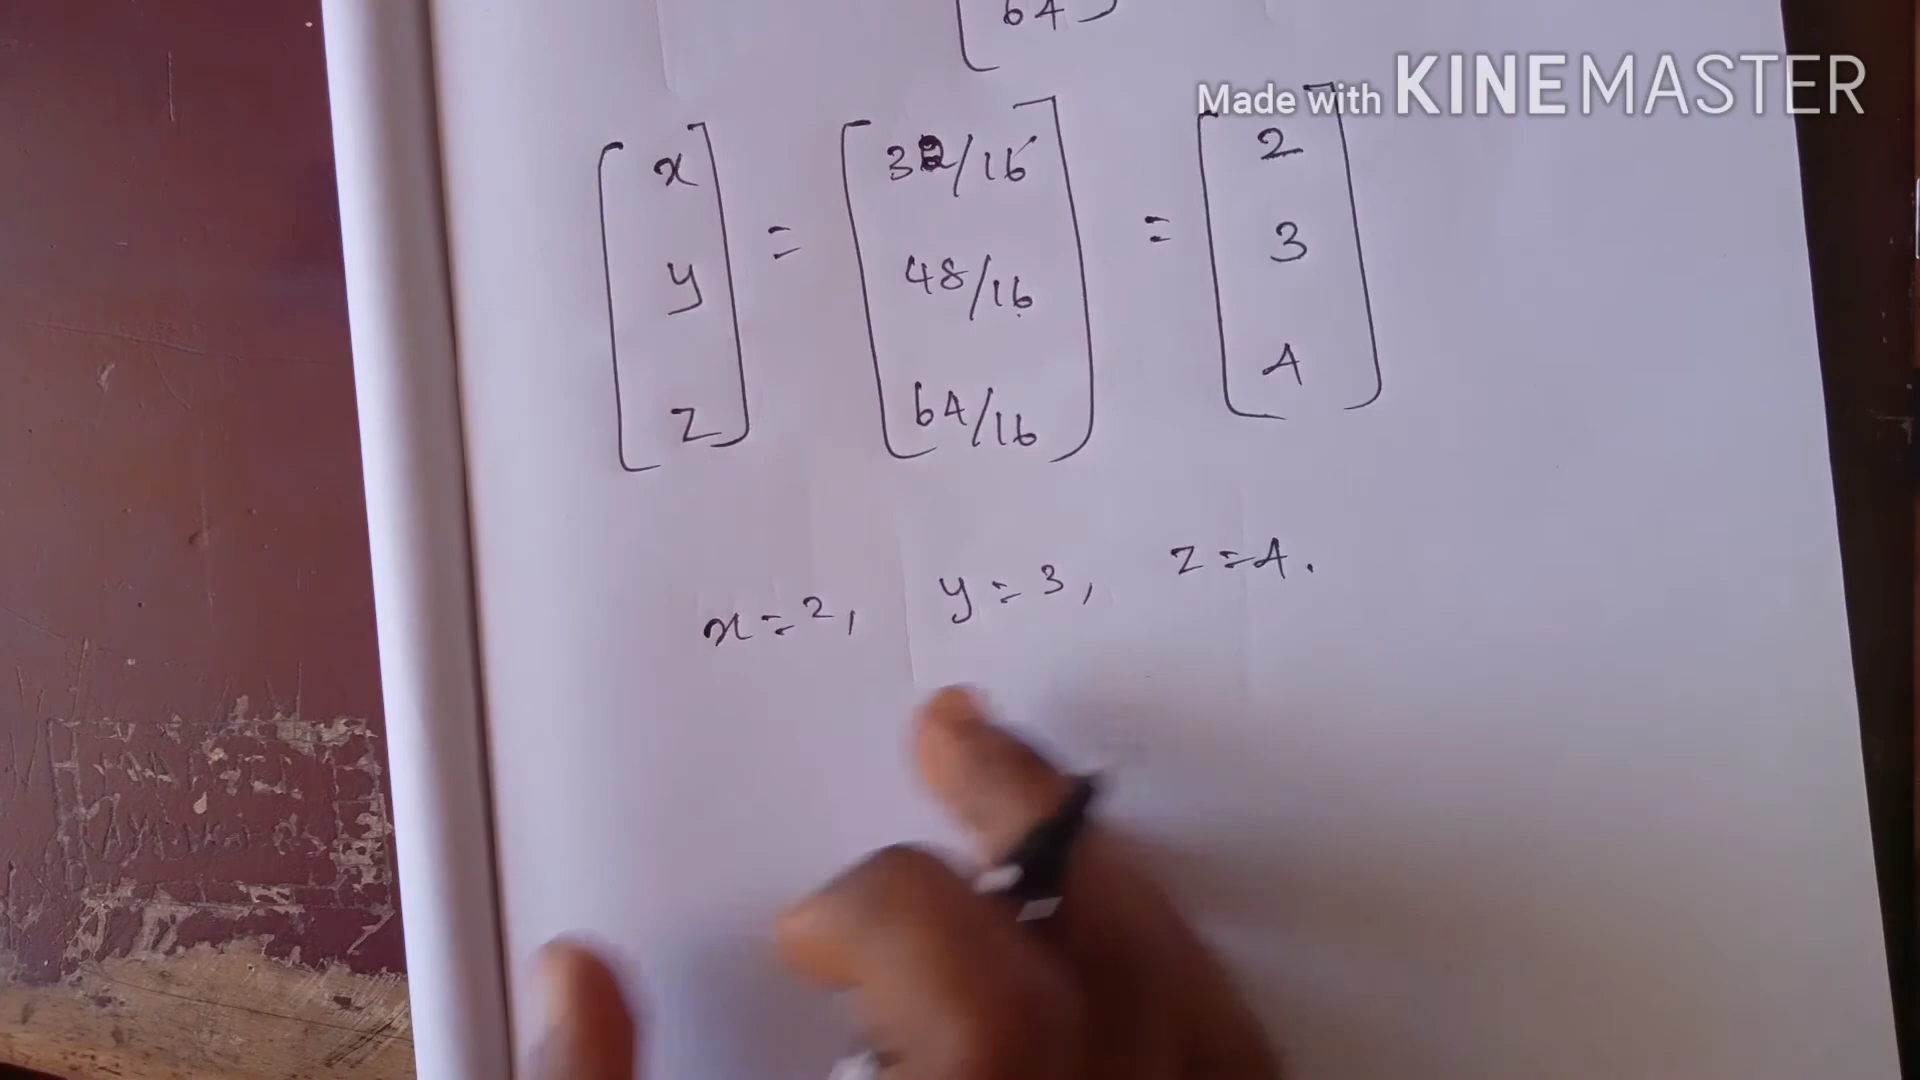 64
Made with KINEMASTER
[x] = [32/16] = [2]
[y] [48/16] [3]
[z] [64/16] [4]
x=2, y=3, z=4.